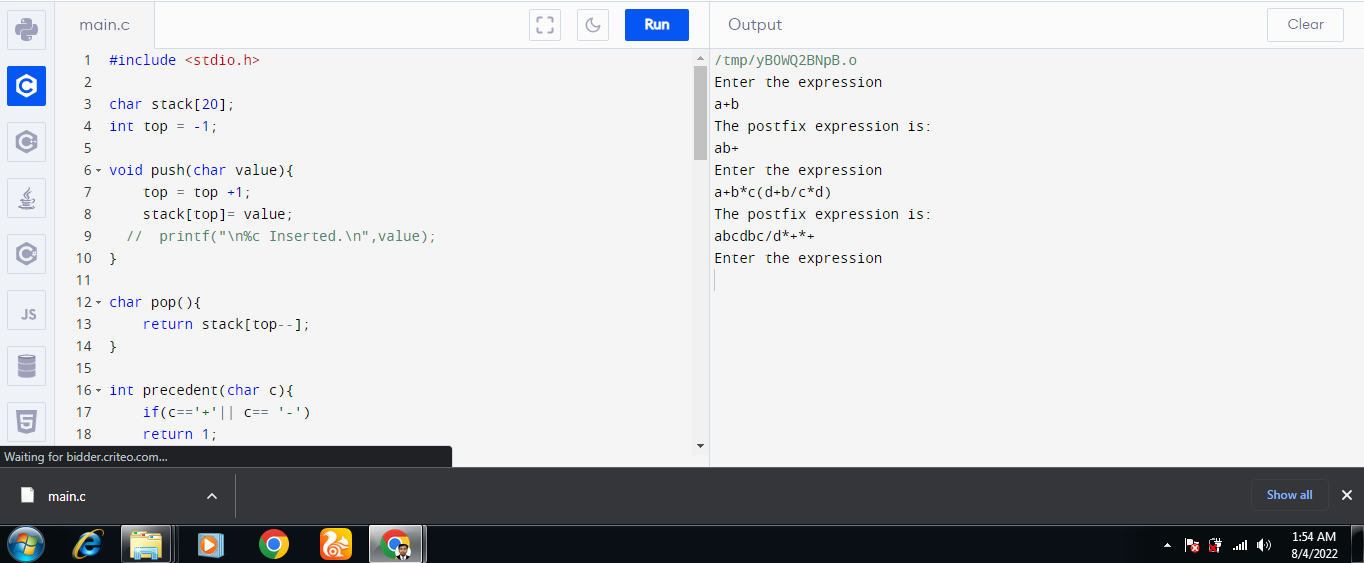 main.c
Run
Output
Clear
1 #include <stdio.h>
2
3 char stack[20];
4 int top = -1;
5
6 void push(char value){
7 top = top +1;
8 stack[top]= value;
9 // printf("\n%c Inserted.\n",value);
10 }
11
12 char pop(){
13 return stack[top--];
14 }
15
16 int precedent(char c){
17 if(c=='+'|| c== '-')
18 return 1;
JS
/tmp/yB0WQ2BNpB.o
Enter the expression
a+b
The postfix expression is:
ab+
Enter the expression
a+b*c(d+b/c*d)
The postfix expression is:
abcdbc/d*+*+
Enter the expression
Waiting for bidder.criteo.com...
main.c
Show all
1:54 AM
8/4/2022